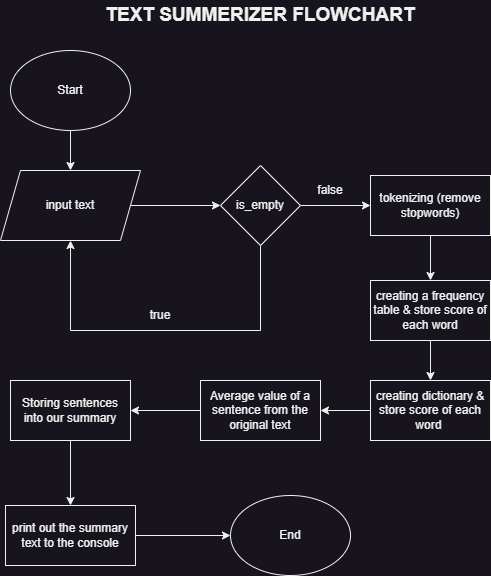 TEXT SUMMERIZER FLOWCHART
Start
input text
is_empty
false
true
tokenizing (remove
stopwords)
creating a frequency
table & store score of
each word
creating dictionary &
store score of each
word
Average value of a
sentence from the
original text
Storing sentences
into our summary
print out the summary
text to the console
End